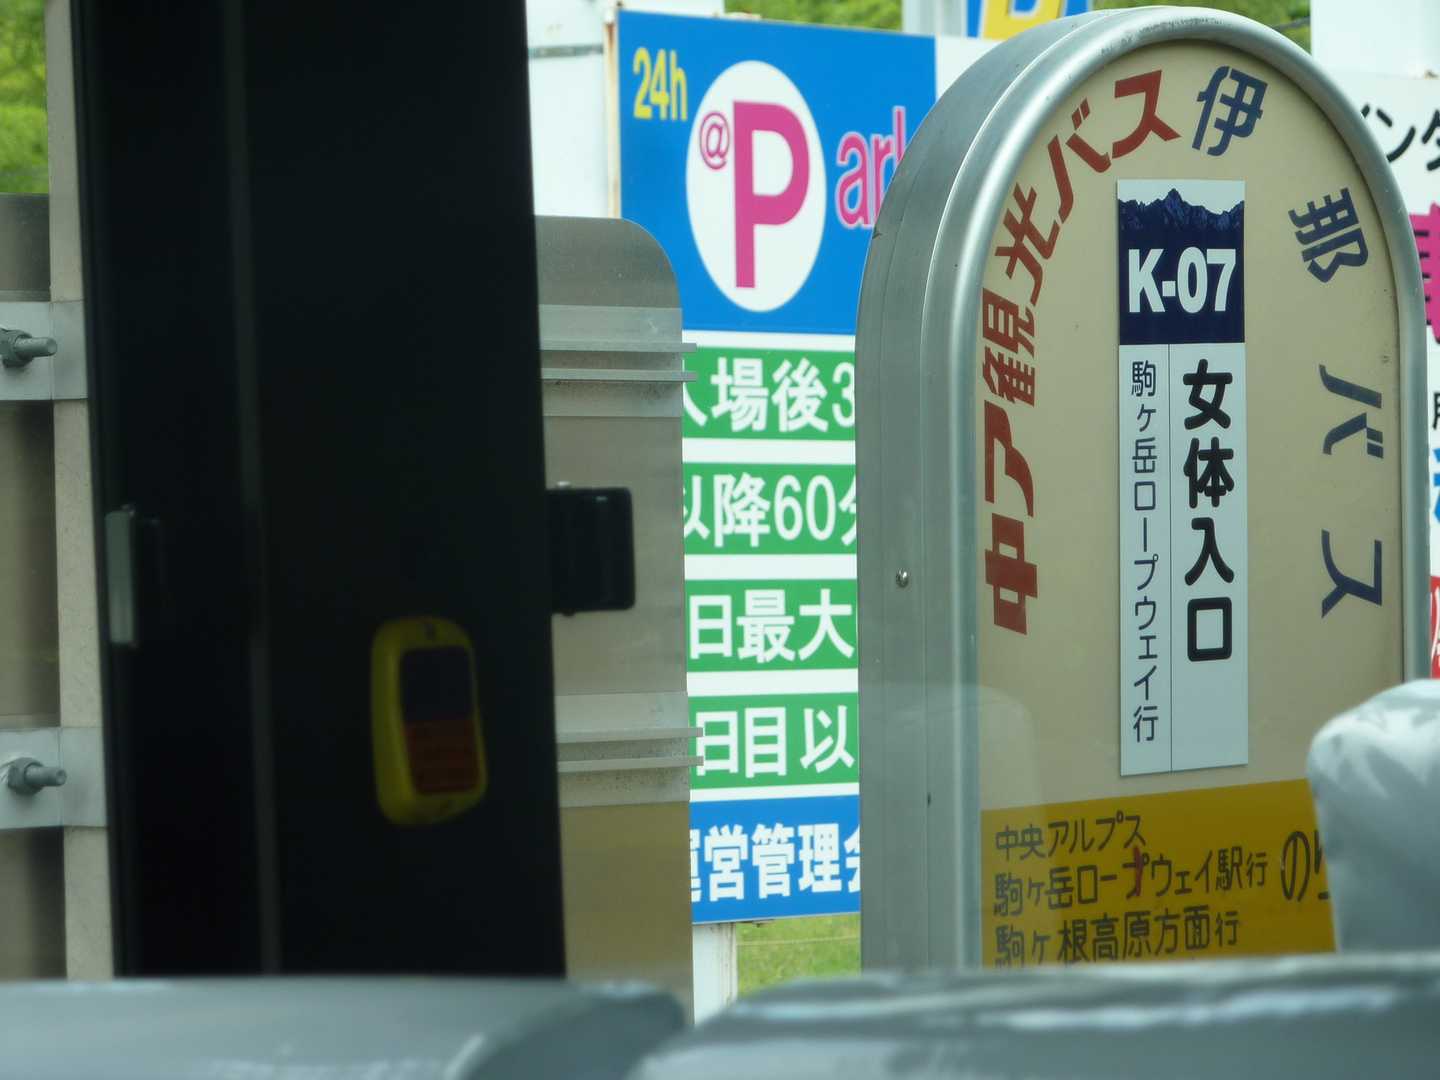 24h
@Park
入場後3
以降60分
日最大
日目以
運営管理会
中ア観光バス
伊那バス
K-07
女体入口
駒ヶ岳ロープウェイ行
中央アルプス
駒ヶ岳ロープウェイ駅行
駒ヶ根高原方面行
のり
ンタ